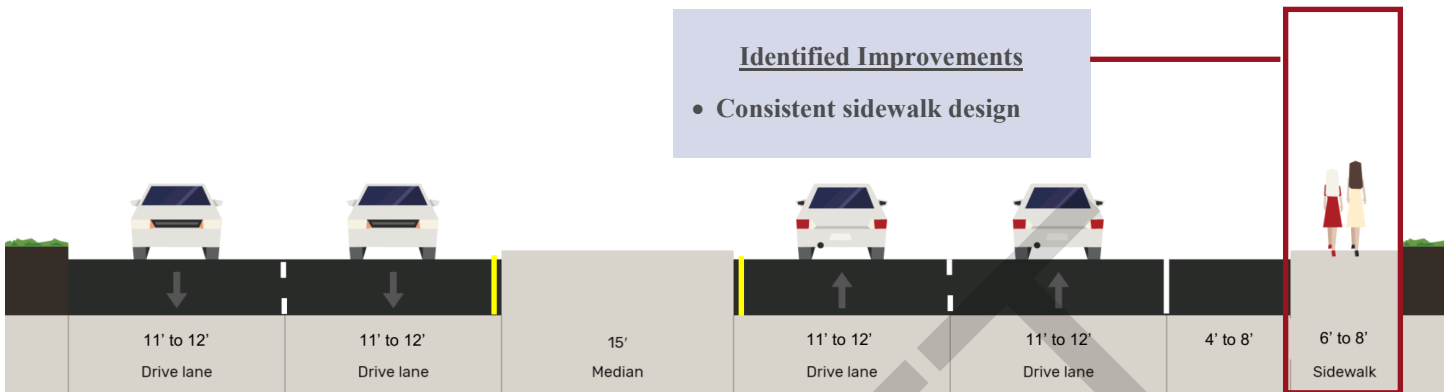 Identified Improvements
• Consistent sidewalk design
11’ to 12’
Drive lane
11’ to 12’
Drive lane
15′
Median
11’ to 12’
Drive lane
11’ to 12’
Drive lane
4’ to 8’
6’ to 8’
Sidewalk